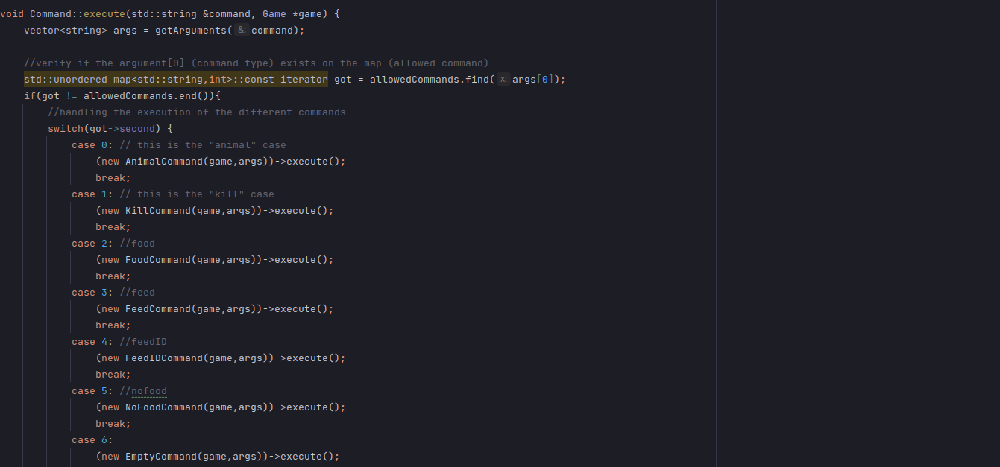 void Command::execute(std::string &command, Game *game) {
    vector<string> args = getArguments( &: command);

    //verify if the argument[0] (command type) exists on the map (allowed command)
    std::unordered_map<std::string,int>::const_iterator got = allowedCommands.find( x: args[0]);
    if(got != allowedCommands.end()){
        //handling the execution of the different commands
        switch(got->second) {
            case 0: // this is the "animal" case
                (new AnimalCommand(game,args))->execute();
                break;
            case 1: // this is the "kill" case
                (new KillCommand(game,args))->execute();
                break;
            case 2: //food
                (new FoodCommand(game,args))->execute();
                break;
            case 3: //feed
                (new FeedCommand(game,args))->execute();
                break;
            case 4: //feedID
                (new FeedIDCommand(game,args))->execute();
                break;
            case 5: //nofood
                (new NoFoodCommand(game,args))->execute();
                break;
            case 6:
                (new EmptyCommand(game,args))->execute();